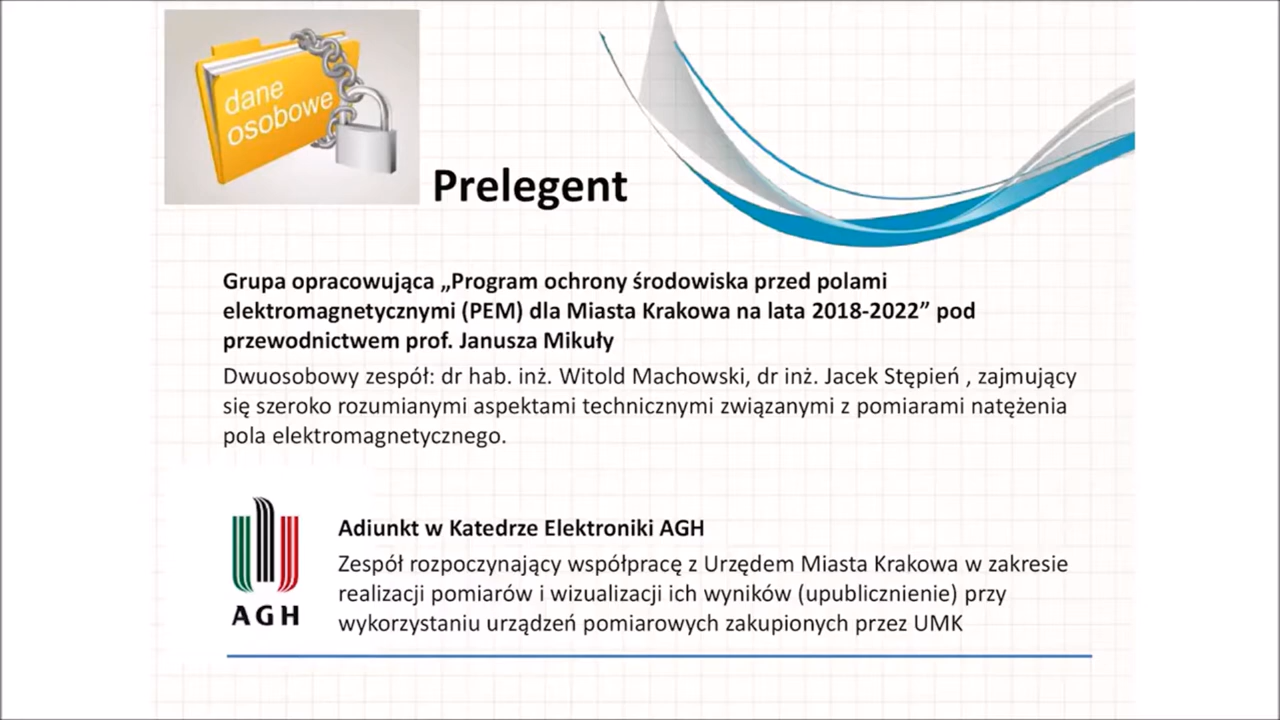 dane
osobowe
Prelegent
Grupa opracowująca „Program ochrony środowiska przed polami
elektromagnetycznymi (PEM) dla Miasta Krakowa na lata 2018-2022” pod
przewodnictwem prof. Janusza Mikuły
Dwuosobowy zespół: dr hab. inż. Witold Machowski, dr inż. Jacek Stępień , zajmujący
się szeroko rozumianymi aspektami technicznymi związanymi z pomiarami natężenia
pola elektromagnetycznego.
Adiunkt w Katedrze Elektroniki AGH
Zespół rozpoczynający współpracę z Urzędem Miasta Krakowa w zakresie
realizacji pomiarów i wizualizacji ich wyników (upublicznienie) przy
wykorzystaniu urządzeń pomiarowych zakupionych przez UMK
AGH